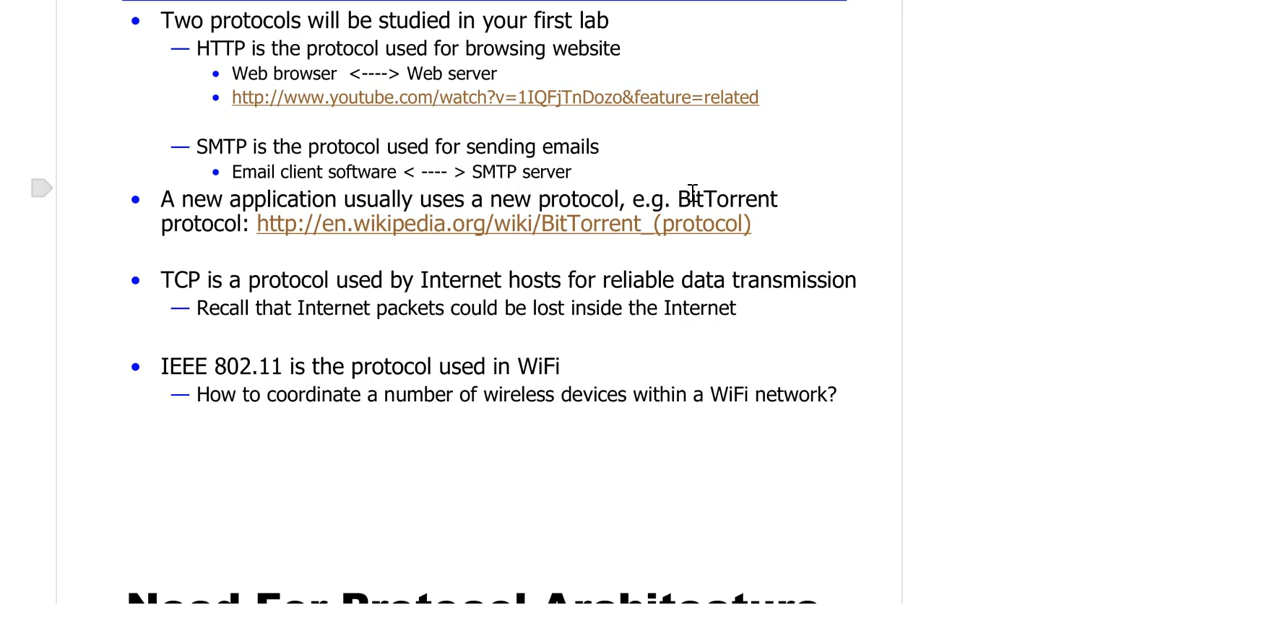 • Two protocols will be studied in your first lab
— HTTP is the protocol used for browsing website
• Web browser <----> Web server
• http://www.youtube.com/watch?v=1IQFjTnDozo&feature=related
— SMTP is the protocol used for sending emails
• Email client software < ---- > SMTP server
• A new application usually uses a new protocol, e.g. BitTorrent
protocol: http://en.wikipedia.org/wiki/BitTorrent_(protocol)
• TCP is a protocol used by Internet hosts for reliable data transmission
— Recall that Internet packets could be lost inside the Internet
• IEEE 802.11 is the protocol used in WiFi
— How to coordinate a number of wireless devices within a WiFi network?
Need For Protocol Architecture